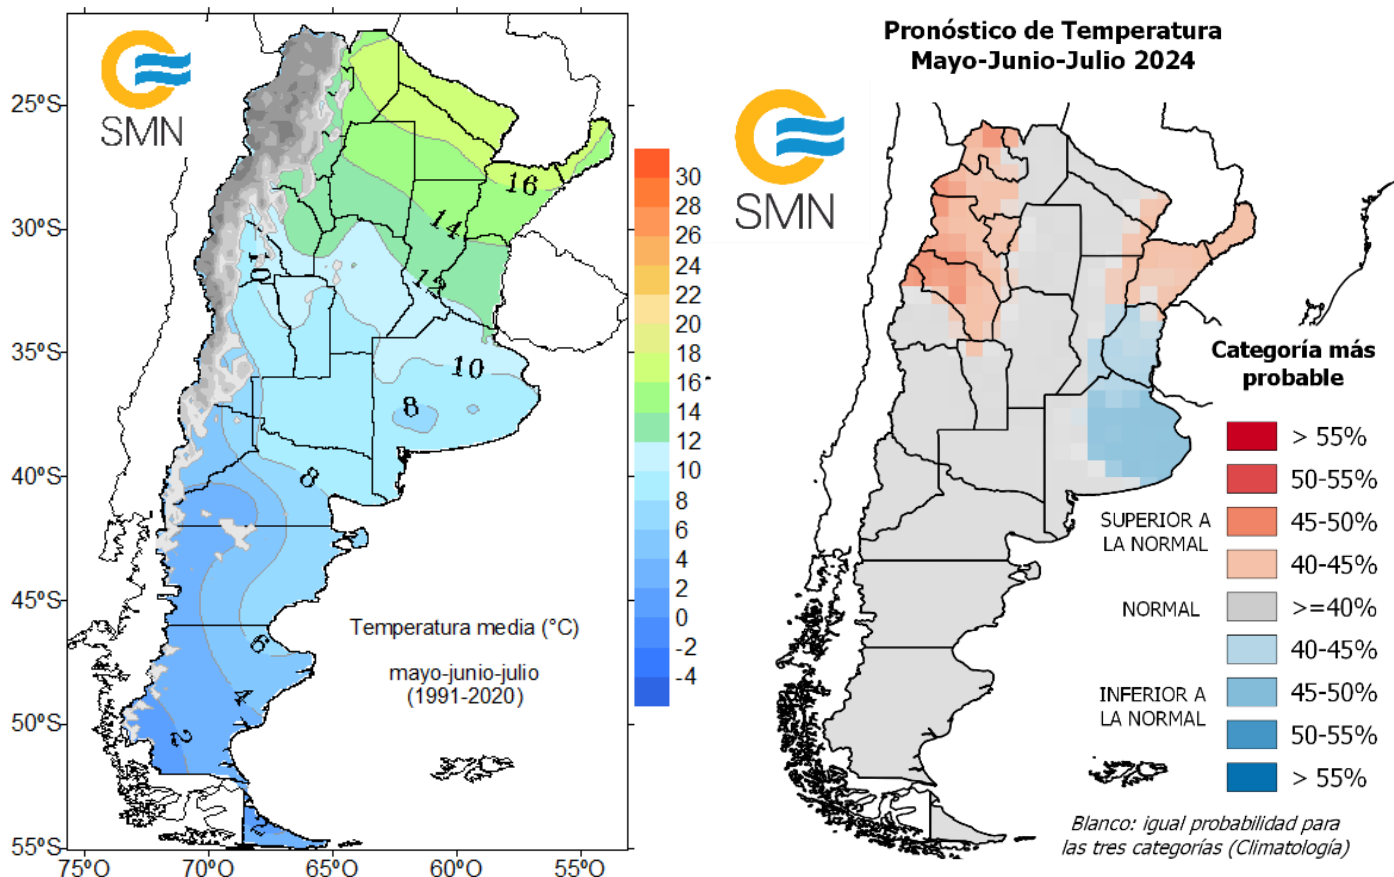 SMN
25ºS
30ºS
35ºS
40ºS
45ºS
50ºS
55ºS
75ºO
70ºO
65ºO
60ºO
55ºO
16
14
12
10
10
8
8
6
4
2
2
30
28
26
24
22
20
18
16
14
12
10
8
6
4
2
0
-2
-4
Temperatura media (°C)
mayo-junio-julio
(1991-2020)
Pronóstico de Temperatura
Mayo-Junio-Julio 2024
SMN
Categoría más
probable
> 55%
50-55%
SUPERIOR A
LA NORMAL
45-50%
40-45%
NORMAL
>=40%
40-45%
INFERIOR A
LA NORMAL
45-50%
50-55%
> 55%
Blanco: igual probabilidad para
las tres categorías (Climatología)